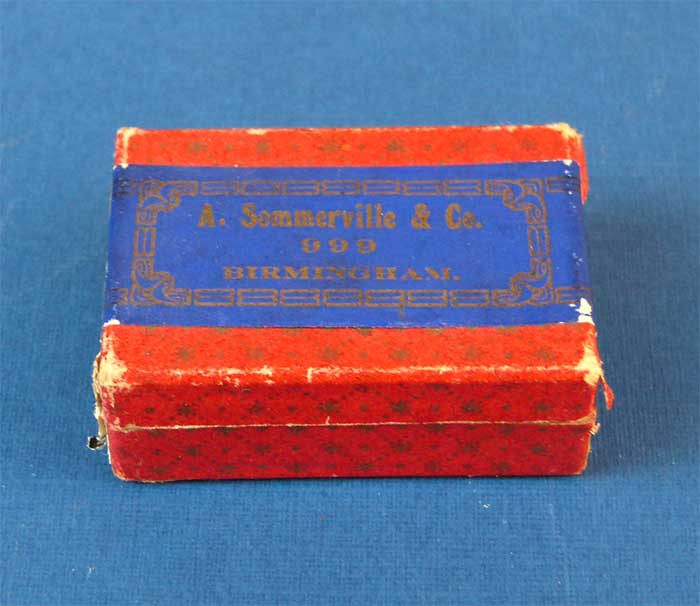 A. Sommerville & Co.
999
BIRMINGHAM.